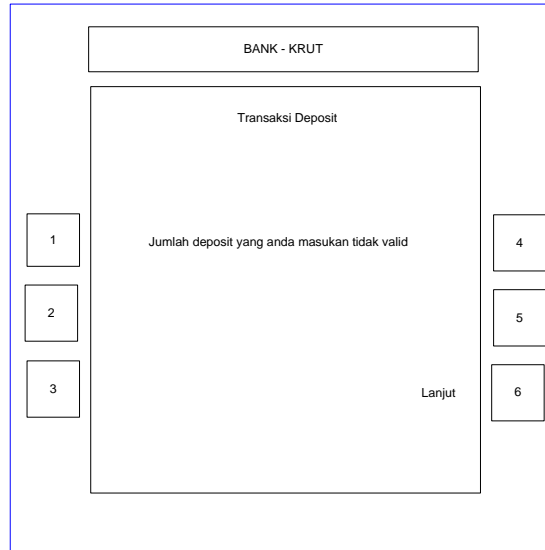 BANK - KRUT
Transaksi Deposit
1
Jumlah deposit yang anda masukan tidak valid
4
2
5
3
Lanjut
6